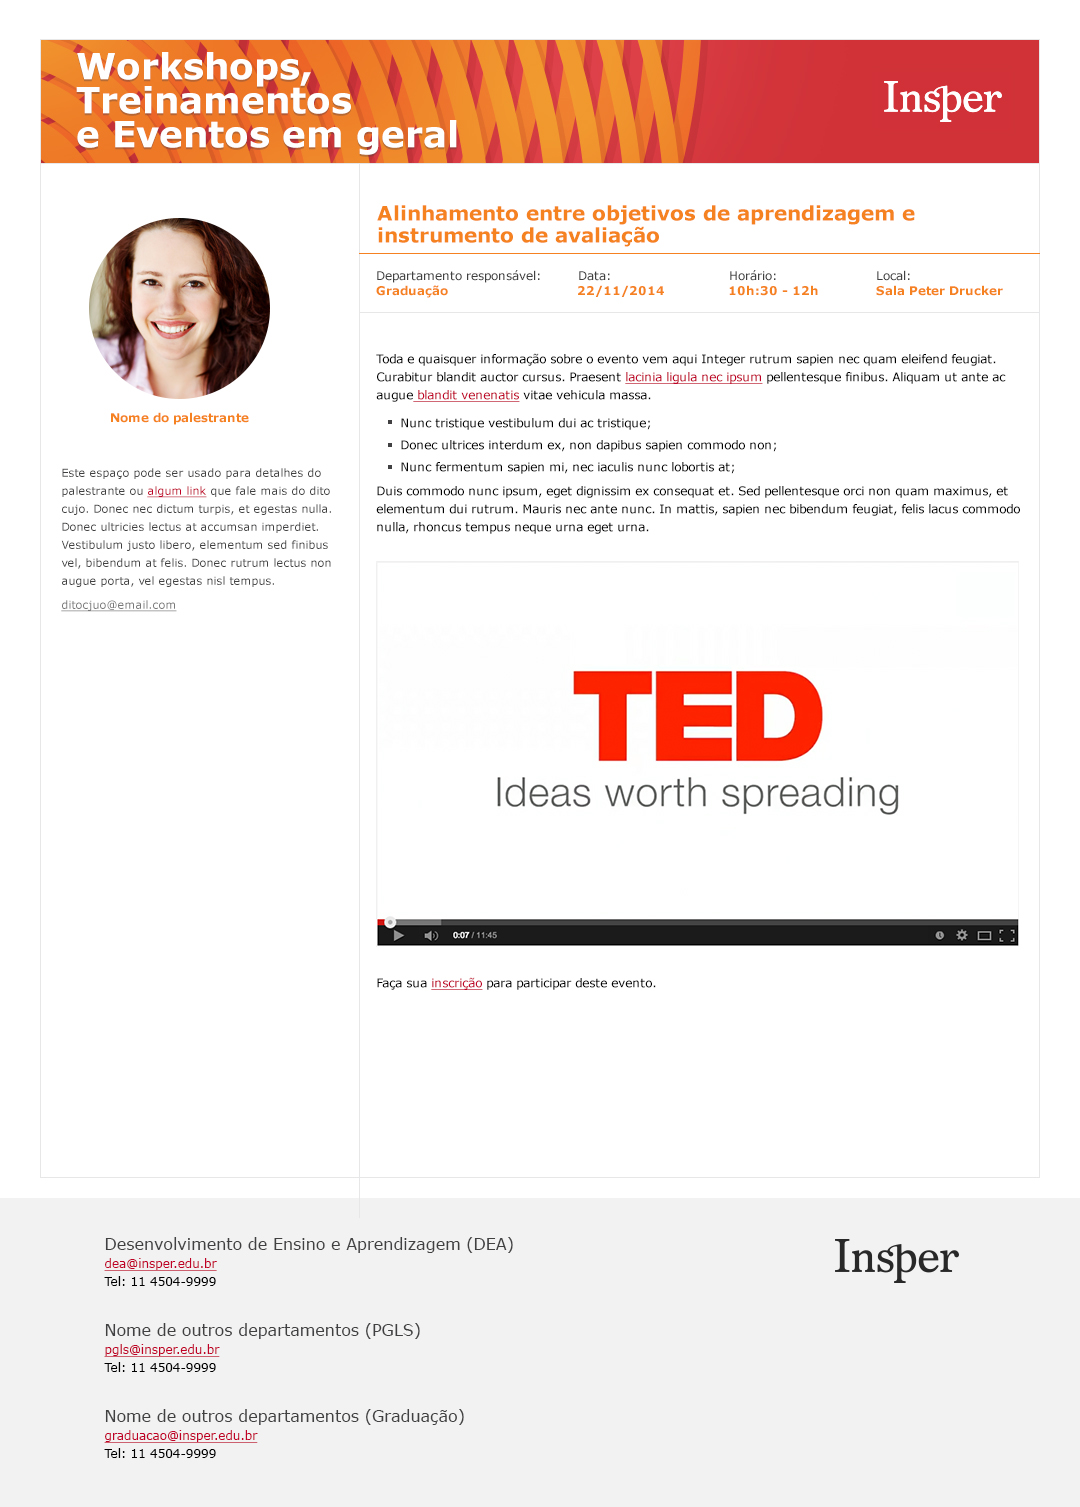 Workshops,
Treinamentos
e Eventos em geral
Insper
Nome do palestrante
Este espaço pode ser usado para detalhes do
palestrante ou algum link que fale mais do dito
cujo. Donec nec dictum turpis, et egestas nulla.
Donec ultricies lectus at accumsan imperdiet.
Vestibulum justo libero, elementum sed finibus
vel, bibendum at felis. Donec rutrum lectus non
augue porta, vel egestas nisl tempus.
ditocjuo@email.com
Alinhamento entre objetivos de aprendizagem e
instrumento de avaliação
Departamento responsável: Data: Horário: Local:
Graduação 22/11/2014 10h:30 - 12h Sala Peter Drucker
Toda e quaisquer informação sobre o evento vem aqui Integer rutrum sapien nec quam eleifend feugiat.
Curabitur blandit auctor cursus. Praesent lacinia ligula nec ipsum pellentesque finibus. Aliquam ut ante ac
augue blandit venenatis vitae vehicula massa.
Nunc tristique vestibulum dui ac tristique;
Donec ultrices interdum ex, non dapibus sapien commodo non;
Nunc fermentum sapien mi, nec iaculis nunc lobortis at;
Duis commodo nunc ipsum, eget dignissim ex consequat et. Sed pellentesque orci non quam maximus, et
elementum dui rutrum. Mauris nec ante nunc. In mattis, sapien nec bibendum feugiat, felis lacus commodo
nulla, rhoncus tempus neque urna eget urna.
TED
Ideas worth spreading
0:07 / 11:45
Faça sua inscrição para participar deste evento.
Desenvolvimento de Ensino e Aprendizagem (DEA)
dea@insper.edu.br
Tel: 11 4504-9999
Insper
Nome de outros departamentos (PGLS)
pgls@insper.edu.br
Tel: 11 4504-9999
Nome de outros departamentos (Graduação)
graduacao@insper.edu.br
Tel: 11 4504-9999